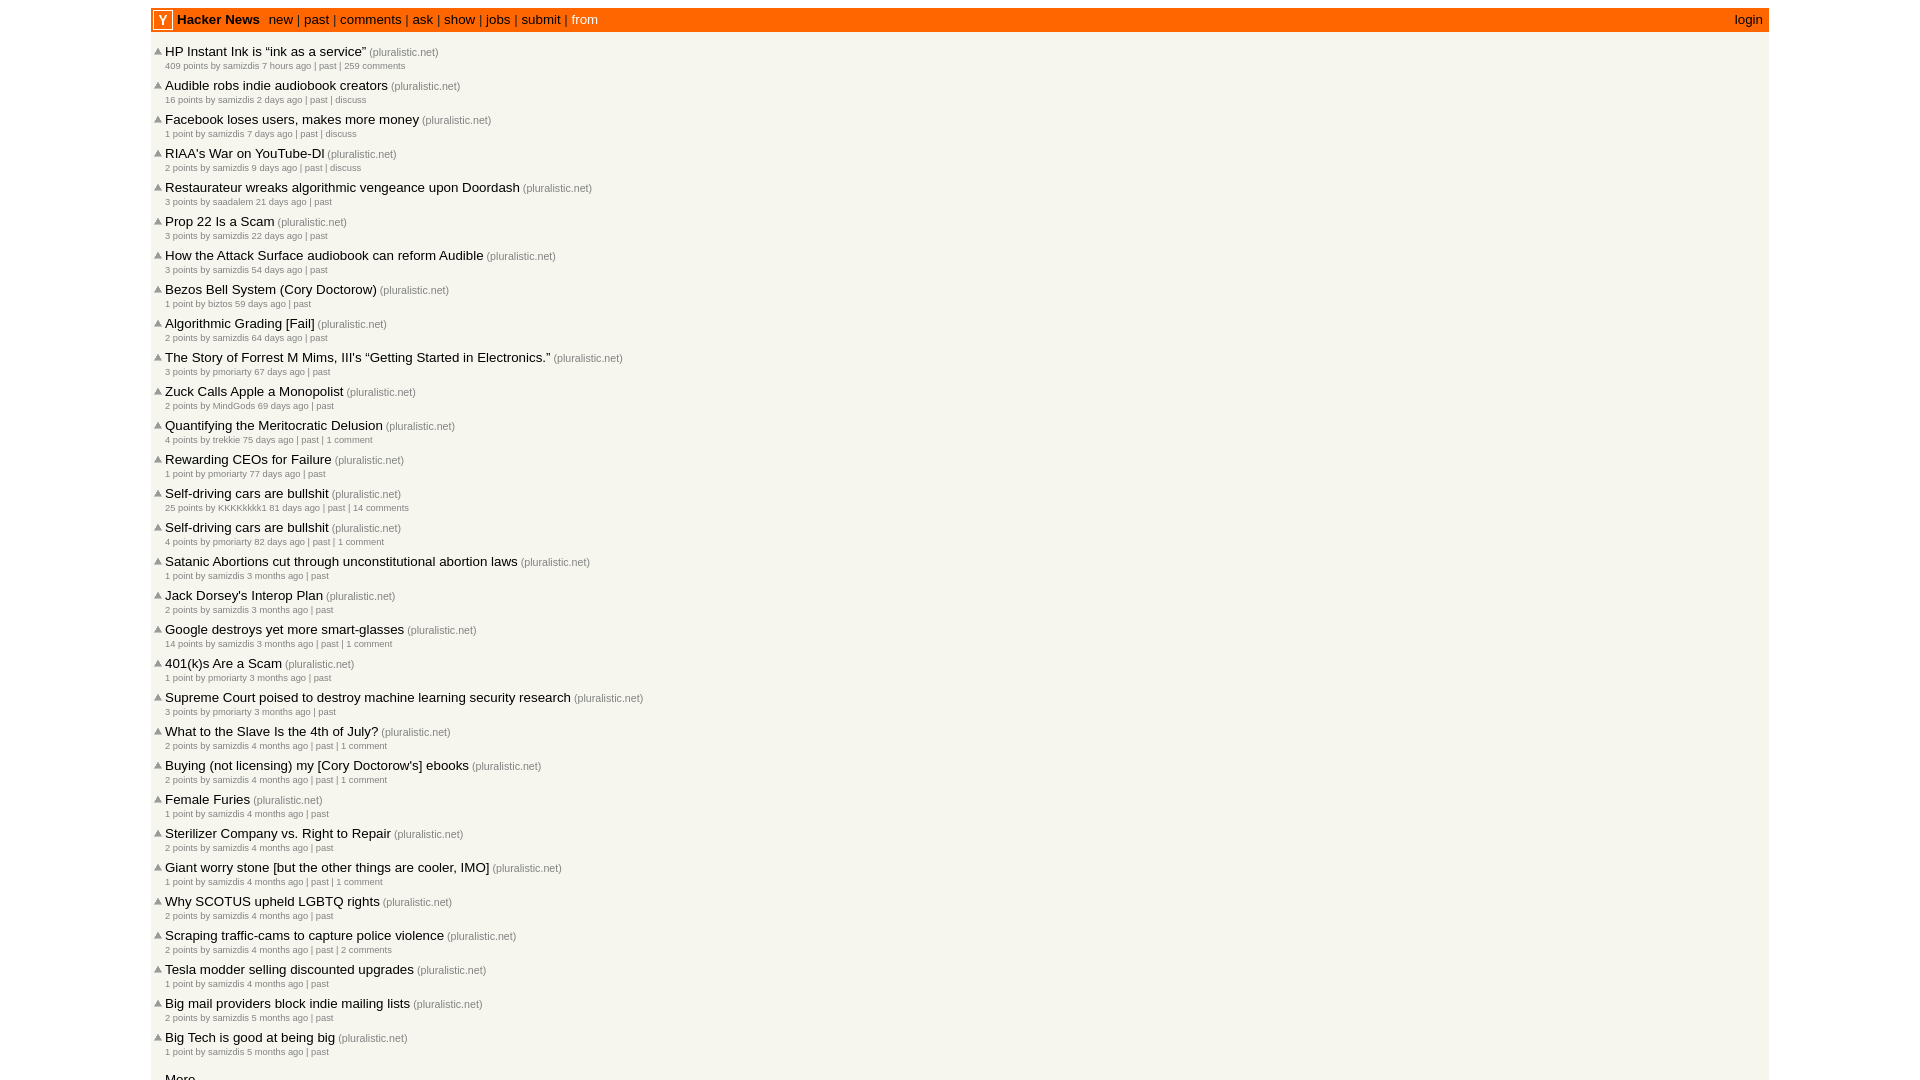 Y Hacker News new | past | comments | ask | show | jobs | submit | from login
HP Instant Ink is “ink as a service” (pluralistic.net)
409 points by samizdis 7 hours ago | past | 259 comments
Audible robs indie audiobook creators (pluralistic.net)
16 points by samizdis 2 days ago | past | discuss
Facebook loses users, makes more money (pluralistic.net)
1 point by samizdis 7 days ago | past | discuss
RIAA's War on YouTube-Dl (pluralistic.net)
2 points by samizdis 9 days ago | past | discuss
Restaurateur wreaks algorithmic vengeance upon Doordash (pluralistic.net)
3 points by saadalem 21 days ago | past
Prop 22 Is a Scam (pluralistic.net)
3 points by samizdis 22 days ago | past
How the Attack Surface audiobook can reform Audible (pluralistic.net)
3 points by samizdis 54 days ago | past
Bezos Bell System (Cory Doctorow) (pluralistic.net)
1 point by biztos 59 days ago | past
Algorithmic Grading [Fail] (pluralistic.net)
2 points by samizdis 64 days ago | past
The Story of Forrest M Mims, III's “Getting Started in Electronics.” (pluralistic.net)
3 points by pmoriarty 67 days ago | past
Zuck Calls Apple a Monopolist (pluralistic.net)
2 points by MindGods 69 days ago | past
Quantifying the Meritocratic Delusion (pluralistic.net)
4 points by trekkie 75 days ago | past | 1 comment
Rewarding CEOs for Failure (pluralistic.net)
1 point by pmoriarty 77 days ago | past
Self-driving cars are bullshit (pluralistic.net)
25 points by KKKKkkkk1 81 days ago | past | 14 comments
Self-driving cars are bullshit (pluralistic.net)
4 points by pmoriarty 82 days ago | past | 1 comment
Satanic Abortions cut through unconstitutional abortion laws (pluralistic.net)
1 point by samizdis 3 months ago | past
Jack Dorsey's Interop Plan (pluralistic.net)
2 points by samizdis 3 months ago | past
Google destroys yet more smart-glasses (pluralistic.net)
14 points by samizdis 3 months ago | past | 1 comment
401(k)s Are a Scam (pluralistic.net)
1 point by pmoriarty 3 months ago | past
Supreme Court poised to destroy machine learning security research (pluralistic.net)
3 points by pmoriarty 3 months ago | past
What to the Slave Is the 4th of July? (pluralistic.net)
2 points by samizdis 4 months ago | past | 1 comment
Buying (not licensing) my [Cory Doctorow's] ebooks (pluralistic.net)
2 points by samizdis 4 months ago | past | 1 comment
Female Furies (pluralistic.net)
1 point by samizdis 4 months ago | past
Sterilizer Company vs. Right to Repair (pluralistic.net)
2 points by samizdis 4 months ago | past
Giant worry stone [but the other things are cooler, IMO] (pluralistic.net)
1 point by samizdis 4 months ago | past | 1 comment
Why SCOTUS upheld LGBTQ rights (pluralistic.net)
2 points by samizdis 4 months ago | past
Scraping traffic-cams to capture police violence (pluralistic.net)
2 points by samizdis 4 months ago | past | 2 comments
Tesla modder selling discounted upgrades (pluralistic.net)
1 point by samizdis 4 months ago | past
Big mail providers block indie mailing lists (pluralistic.net)
2 points by samizdis 5 months ago | past
Big Tech is good at being big (pluralistic.net)
1 point by samizdis 5 months ago | past
More